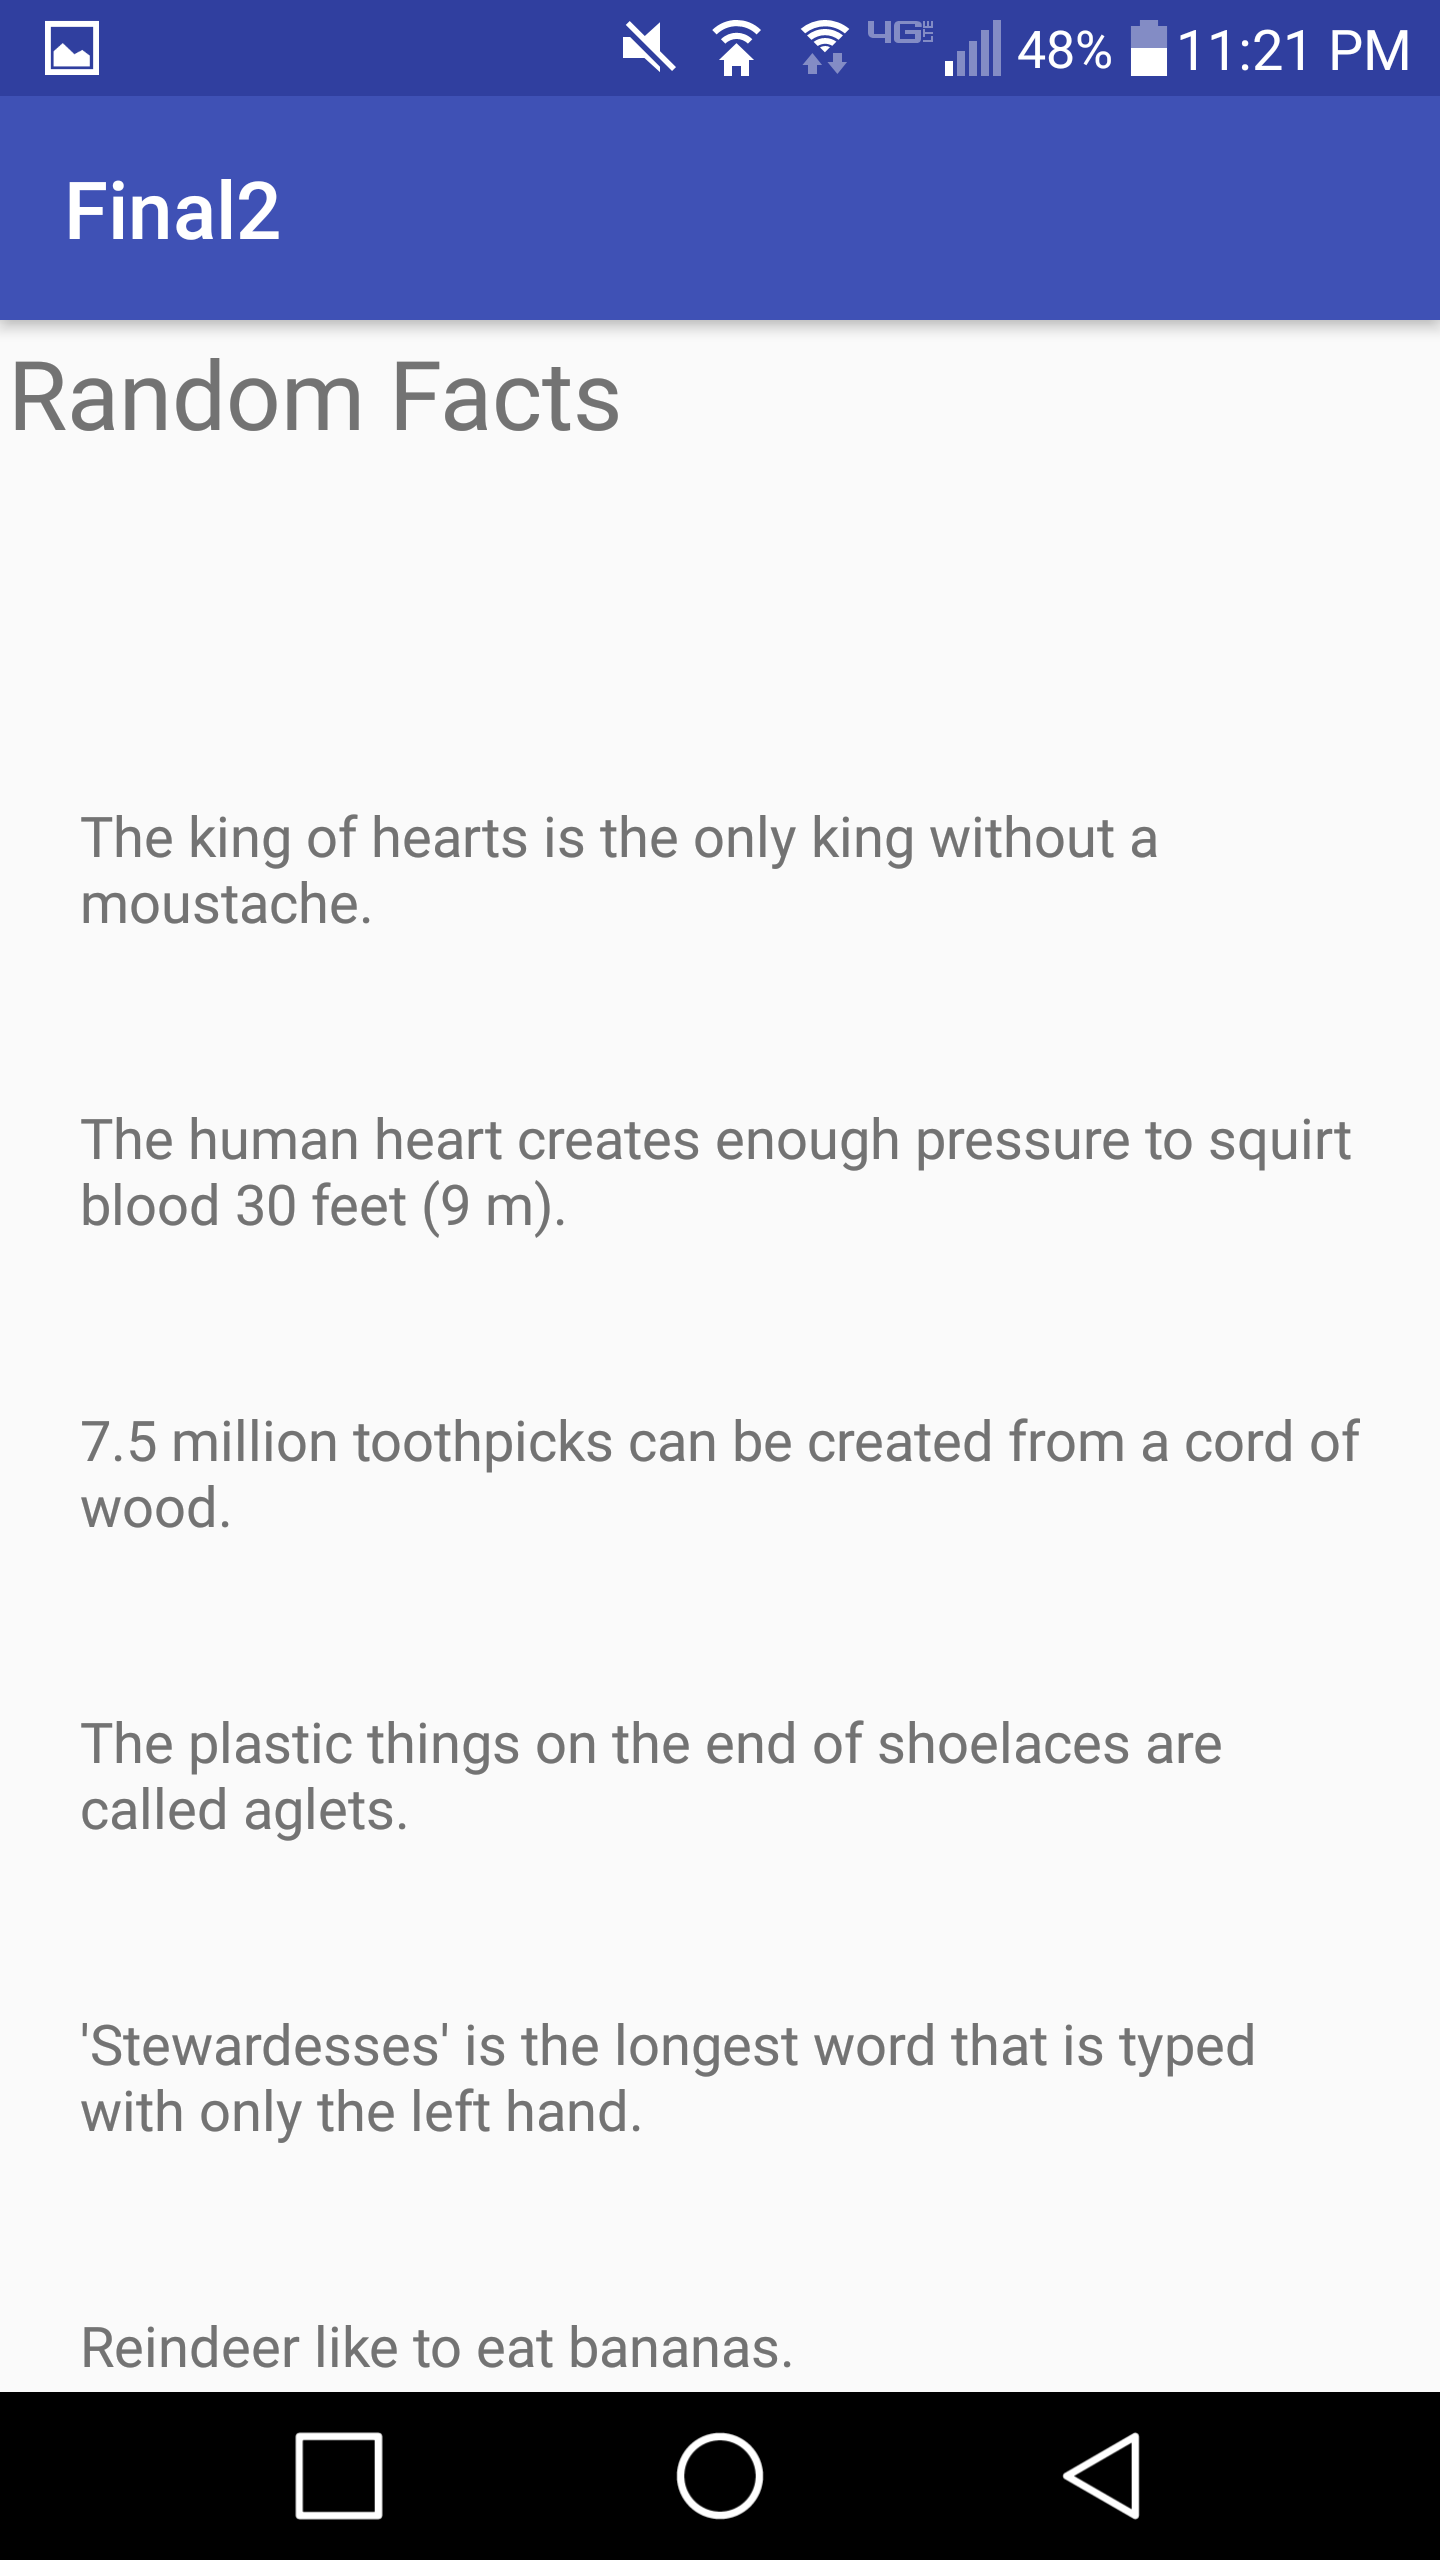 4G LTE 48% 11:21 PM
Final2
Random Facts
The king of hearts is the only king without a
moustache.
The human heart creates enough pressure to squirt
blood 30 feet (9 m).
7.5 million toothpicks can be created from a cord of
wood.
The plastic things on the end of shoelaces are
called aglets.
'Stewardesses' is the longest word that is typed
with only the left hand.
Reindeer like to eat bananas.